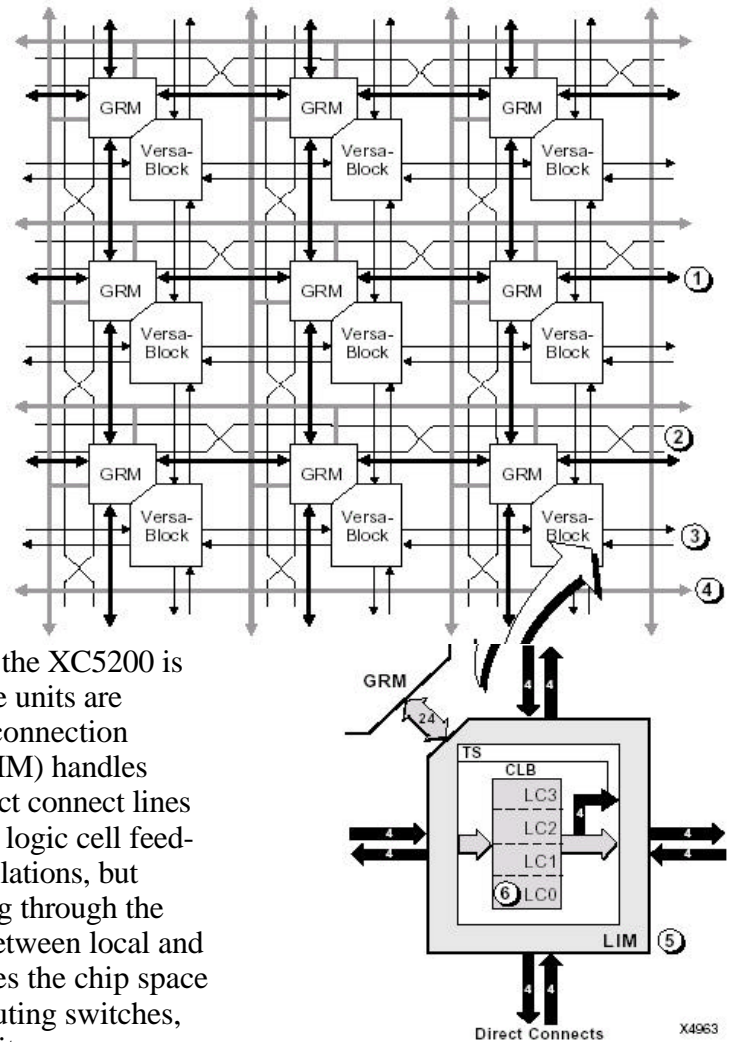 GRM GRM GRM
Versa- Versa- Versa-
Block Block Block
GRM GRM GRM
1
Versa- Versa- Versa-
Block Block Block
2
GRM GRM GRM
Versa- Versa- Versa-
Block Block Block
3
4
the XC5200 is
e units are
connection
IM) handles
ct connect lines
logic cell feed-
lations, but
g through the
etween local and
es the chip space
uting switches,
GRM
24
4 4
TS
CLB
LC3
4
LC2
4 4
LC1
4 4
6 LC0
LIM 5
4 4
Direct Connects
X4963